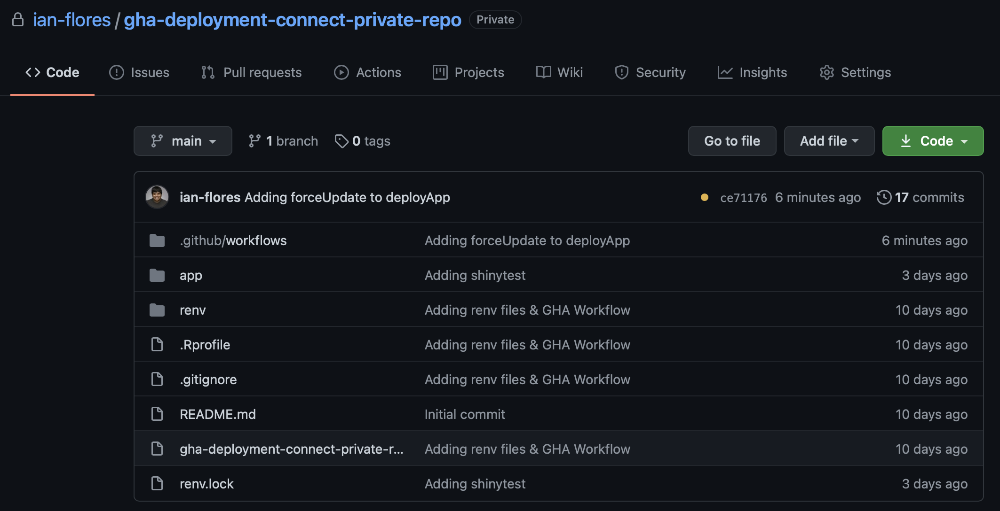 ian-flores / gha-deployment-connect-private-repo Private
Code Issues Pull requests Actions Projects Wiki Security Insights Settings
main 1 branch 0 tags Go to file Add file Code
ian-flores Adding forceUpdate to deployApp ce71176 6 minutes ago 17 commits
.github/workflows Adding forceUpdate to deployApp 6 minutes ago
app Adding shinytest 3 days ago
renv Adding renv files & GHA Workflow 10 days ago
.Rprofile Adding renv files & GHA Workflow 10 days ago
.gitignore Adding renv files & GHA Workflow 10 days ago
README.md Initial commit 10 days ago
gha-deployment-connect-private-r... Adding renv files & GHA Workflow 10 days ago
renv.lock Adding shinytest 3 days ago